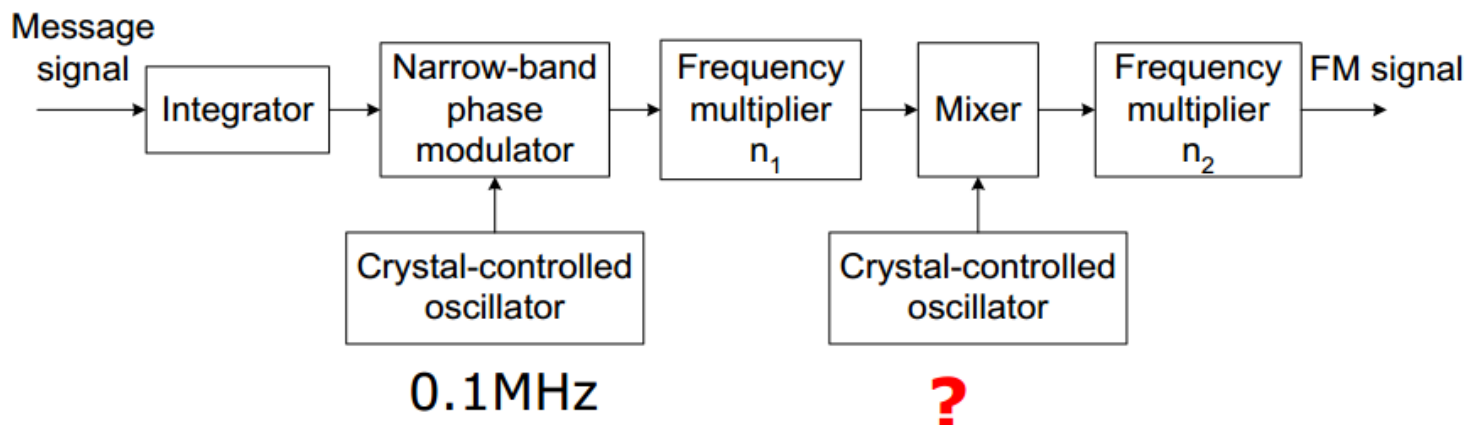 Message
signal
Integrator
Narrow-band
phase
modulator
Frequency
multiplier
n₁
Mixer
Frequency
multiplier
n₂
FM signal
Crystal-controlled
oscillator
Crystal-controlled
oscillator
0.1MHz
?